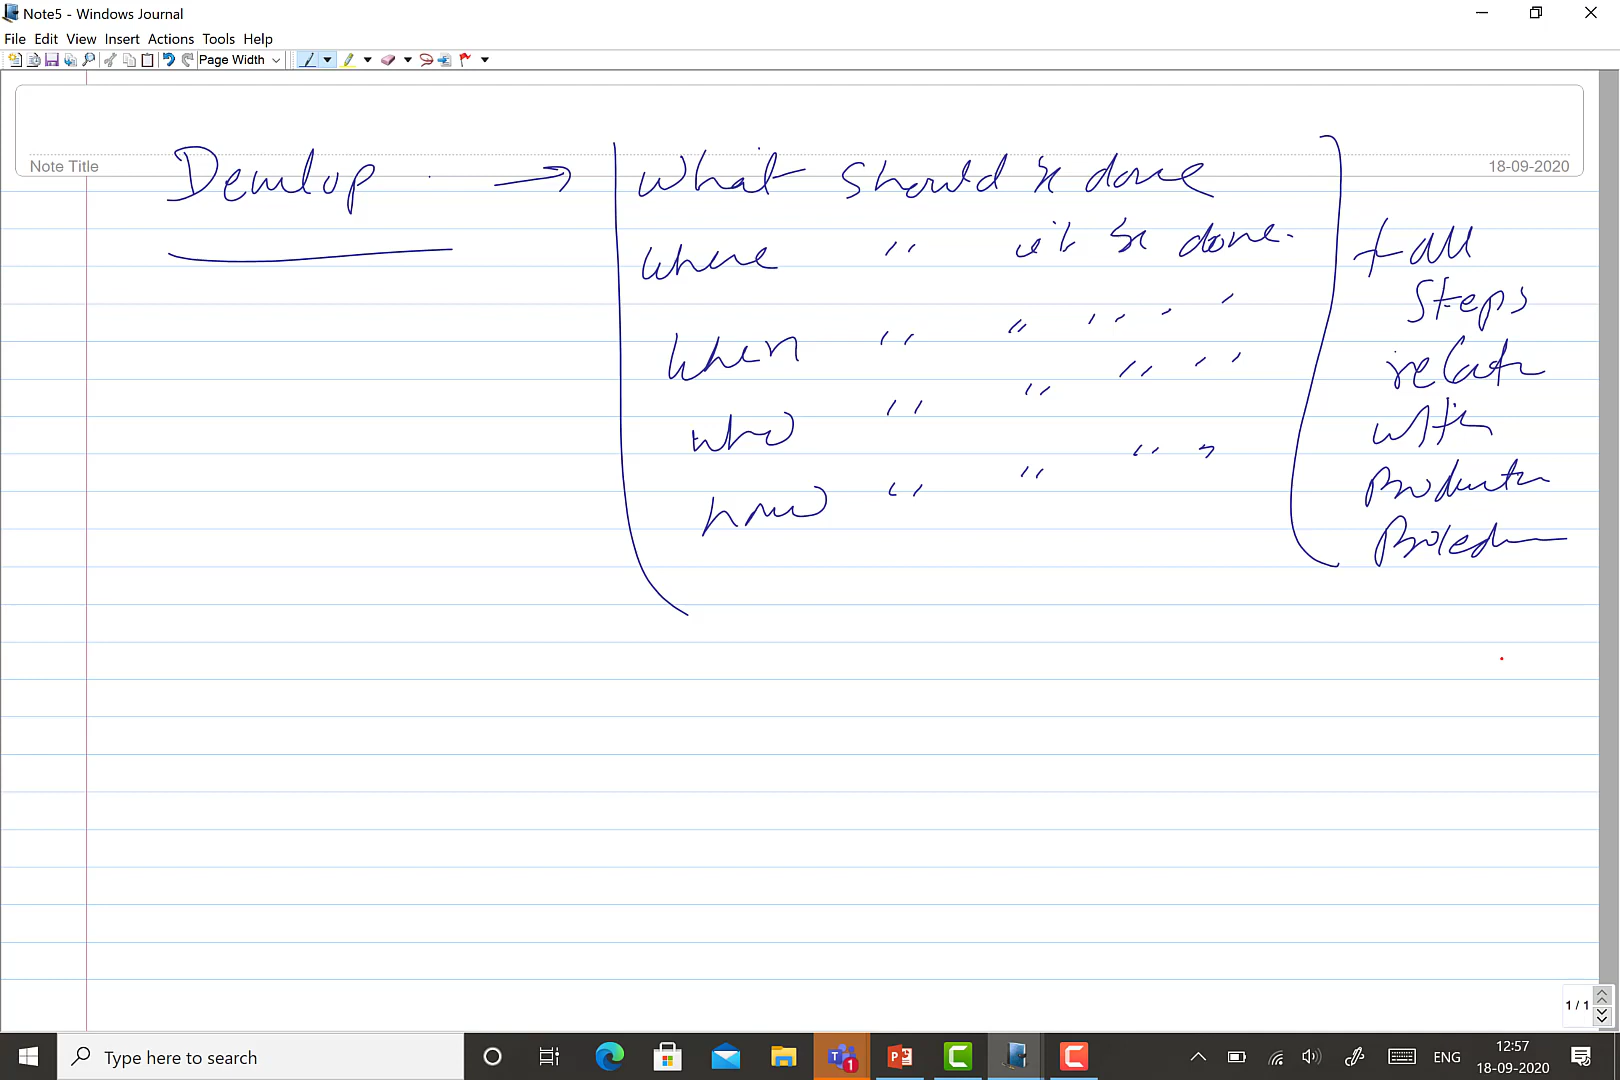 Note5 - Windows Journal
File Edit View Insert Actions Tools Help
Page Width
Note Title
18-09-2020
Develop → What should be done
where " it be done.
when " " " " "
who " " " " "
how " " " "
+ all
Steps
relate
with
Production
Procedure
1 / 1
Type here to search
1
ENG
12:57
18-09-2020